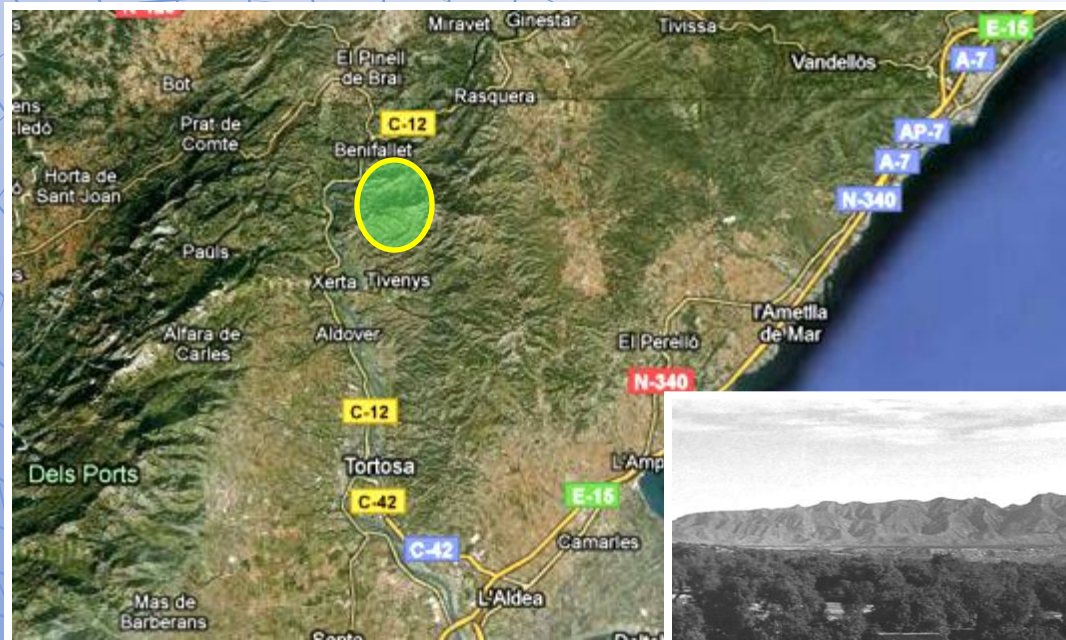 Miravet
Ginestar
Tivissa
E-15
El Pinell
de Brai
Vandellòs
A-7
Bot
Rasquera
Prat de
Comte
C-12
AP-7
Benifallet
A-7
Horta de
Sant Joan
N-340
Paüls
Xerta
Tivenys
Alfara de
Carles
Aldover
l'Ametlla
de Mar
El Perelló
N-340
C-12
Dels Ports
Tortosa
L'Amp
E-15
C-42
C-42
Camarles
L'Aldea
Mas de
Barberans